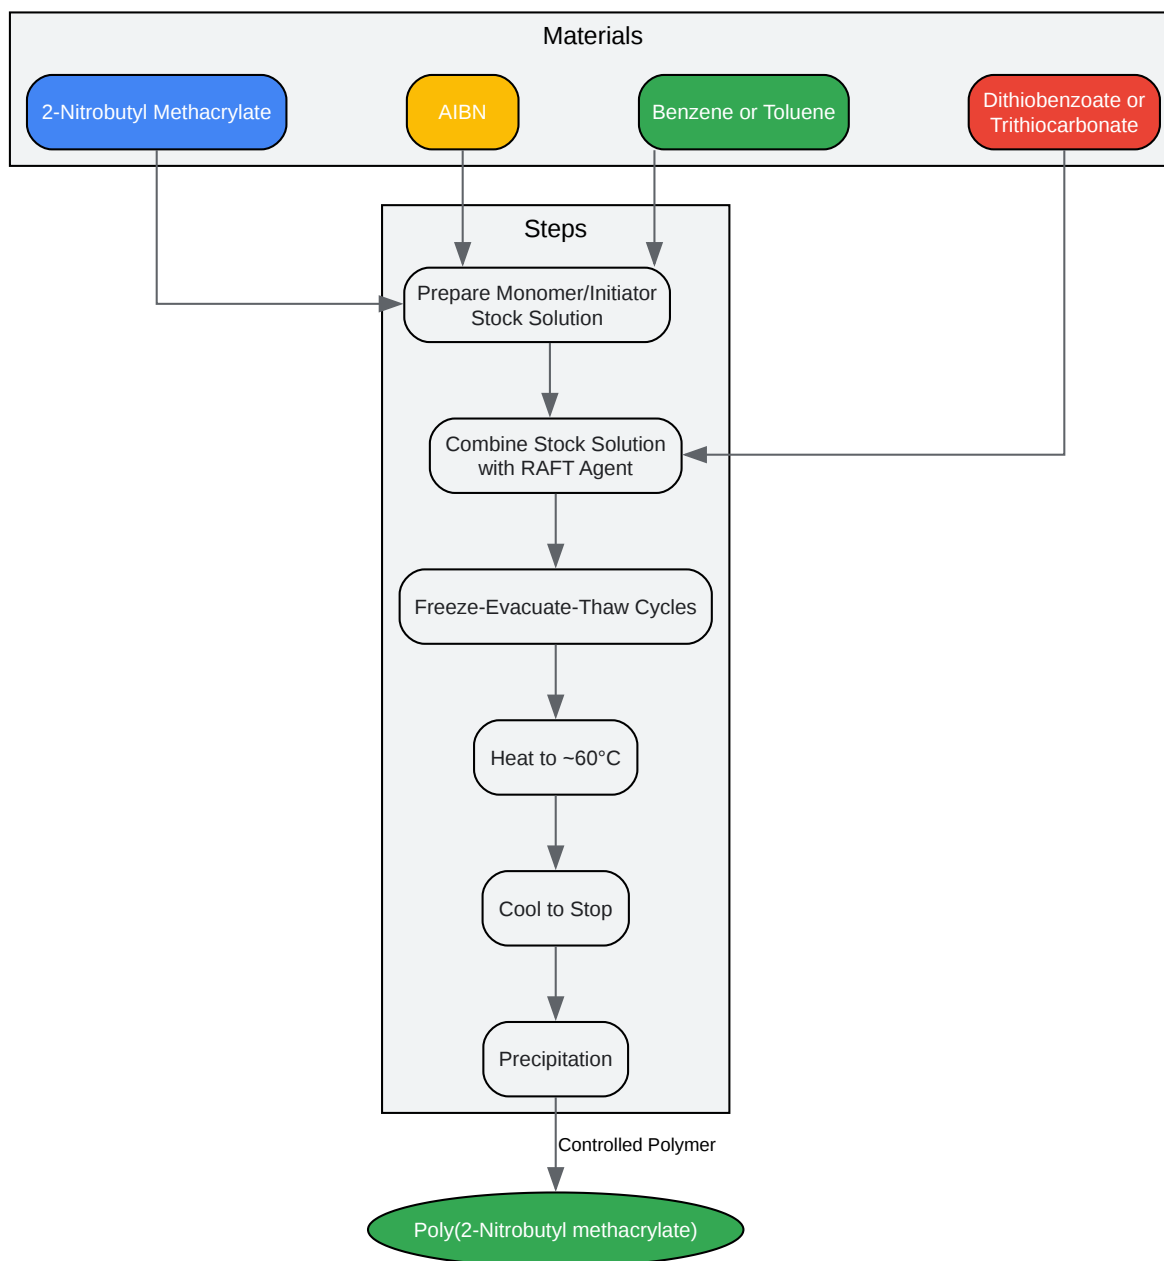 Materials
2-Nitrobutyl Methacrylate
AIBN
Benzene or Toluene
Dithiobenzoate or
Trithiocarbonate
Steps
Prepare Monomer/Initiator
Stock Solution
Combine Stock Solution
with RAFT Agent
Freeze-Evacuate-Thaw Cycles
Heat to ~60°C
Cool to Stop
Precipitation
Controlled Polymer
Poly(2-Nitrobutyl methacrylate)